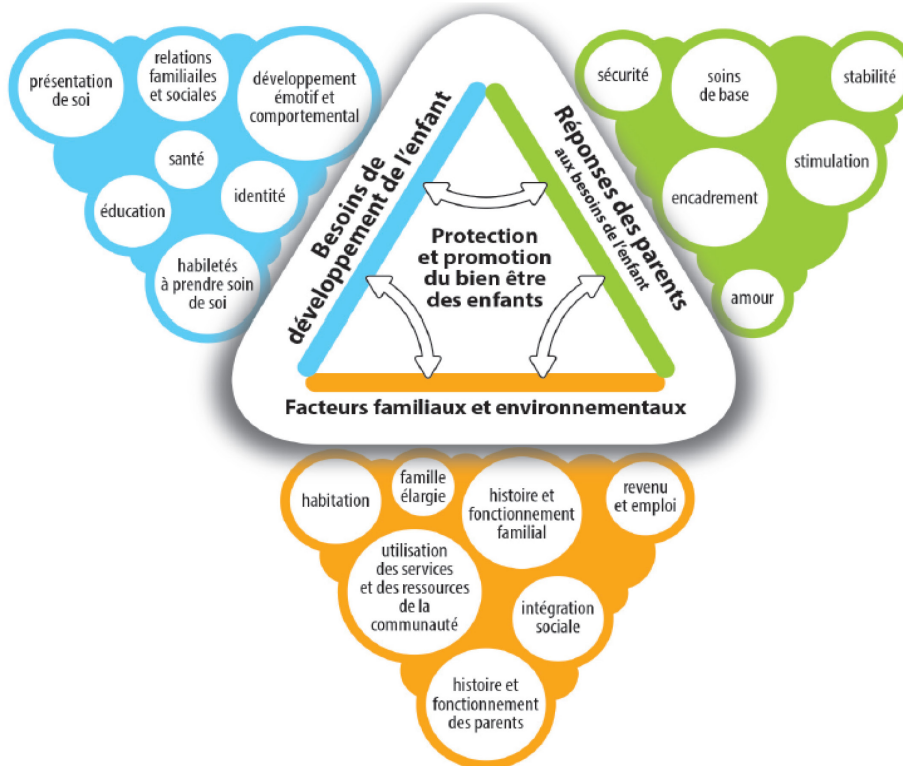 présentation
de soi
relations
familiailes
et sociales
développement
émotif et
comportemental
santé
éducation
identité
habiletés
à prendre soin
de soi
Besoins de
développement de l'enfant
Réponses des parents
aux besoins de l'enfant
Protection
et promotion
du bien être
des enfants
Facteurs familiaux et environnementaux
sécurité
soins
de base
stabilité
stimulation
encadrement
amour
habitation
famille
élargie
histoire et
fonctionnement
familial
revenu
et emploi
utilisation
des services
et des ressources
de la
communauté
intégration
sociale
histoire et
fonctionnement
des parents